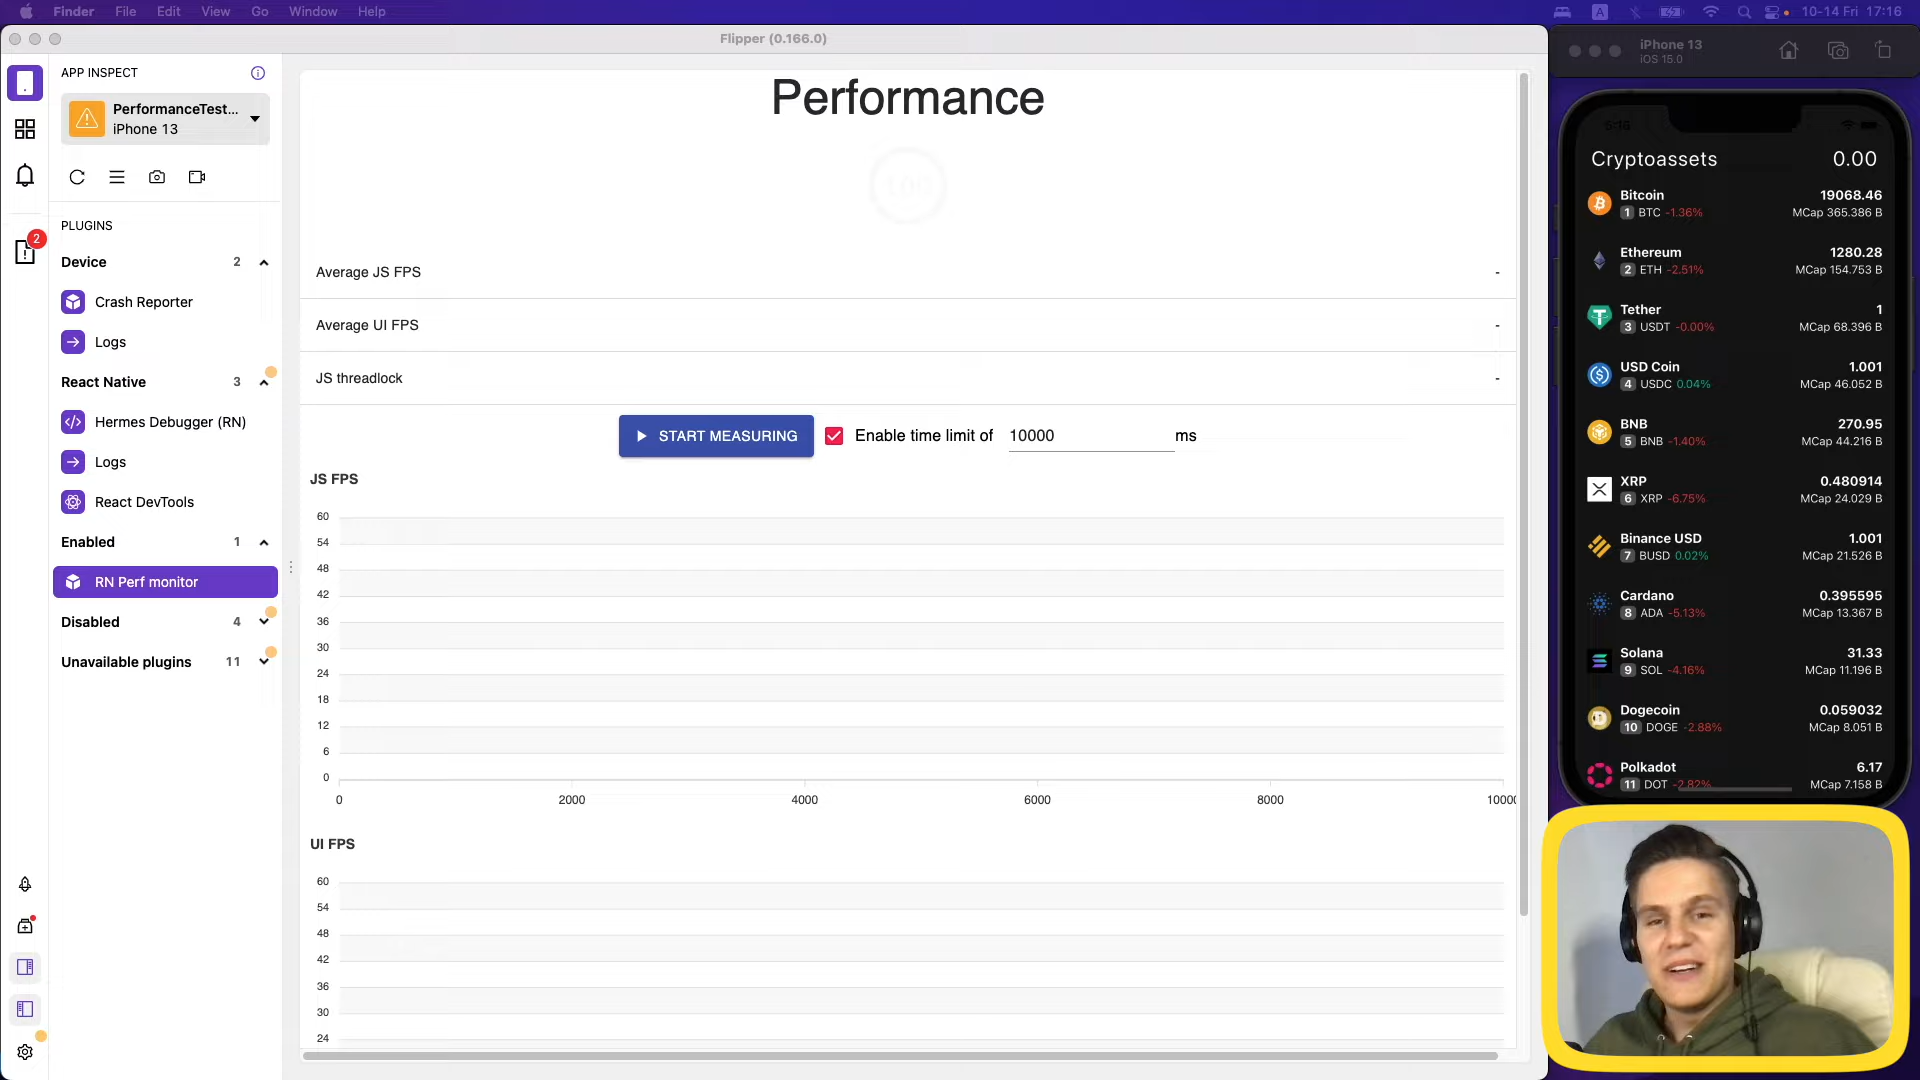 Finder File Edit View Go Window Help
A
10-14 Fri 17:16
Flipper (0.166.0)
APP INSPECT
PerformanceTest...
iPhone 13
PLUGINS
2
Device 2
Crash Reporter
Logs
React Native 3
Hermes Debugger (RN)
Logs
React DevTools
Enabled 1
RN Perf monitor
Disabled 4
Unavailable plugins 11
Performance
100
Average JS FPS -
Average UI FPS -
JS threadlock -
START MEASURING
Enable time limit of 10000 ms
JS FPS
60
54
48
42
36
30
24
18
12
6
0
0 2000 4000 6000 8000 10000
UI FPS
60
54
48
42
36
30
24
iPhone 13
iOS 15.0
5:16
Cryptoassets 0.00
Bitcoin 19068.46
1 BTC -1.36% MCap 365.386 B
Ethereum 1280.28
2 ETH -2.51% MCap 154.753 B
Tether 1
3 USDT -0.00% MCap 68.396 B
USD Coin 1.001
4 USDC 0.04% MCap 46.052 B
BNB 270.95
5 BNB -1.40% MCap 44.216 B
XRP 0.480914
6 XRP -6.75% MCap 24.029 B
Binance USD 1.001
7 BUSD 0.02% MCap 21.526 B
Cardano 0.395595
8 ADA -5.13% MCap 13.367 B
Solana 31.33
9 SOL -4.16% MCap 11.196 B
Dogecoin 0.059032
10 DOGE -2.88% MCap 8.051 B
Polkadot 6.17
11 DOT -2.82% MCap 7.158 B